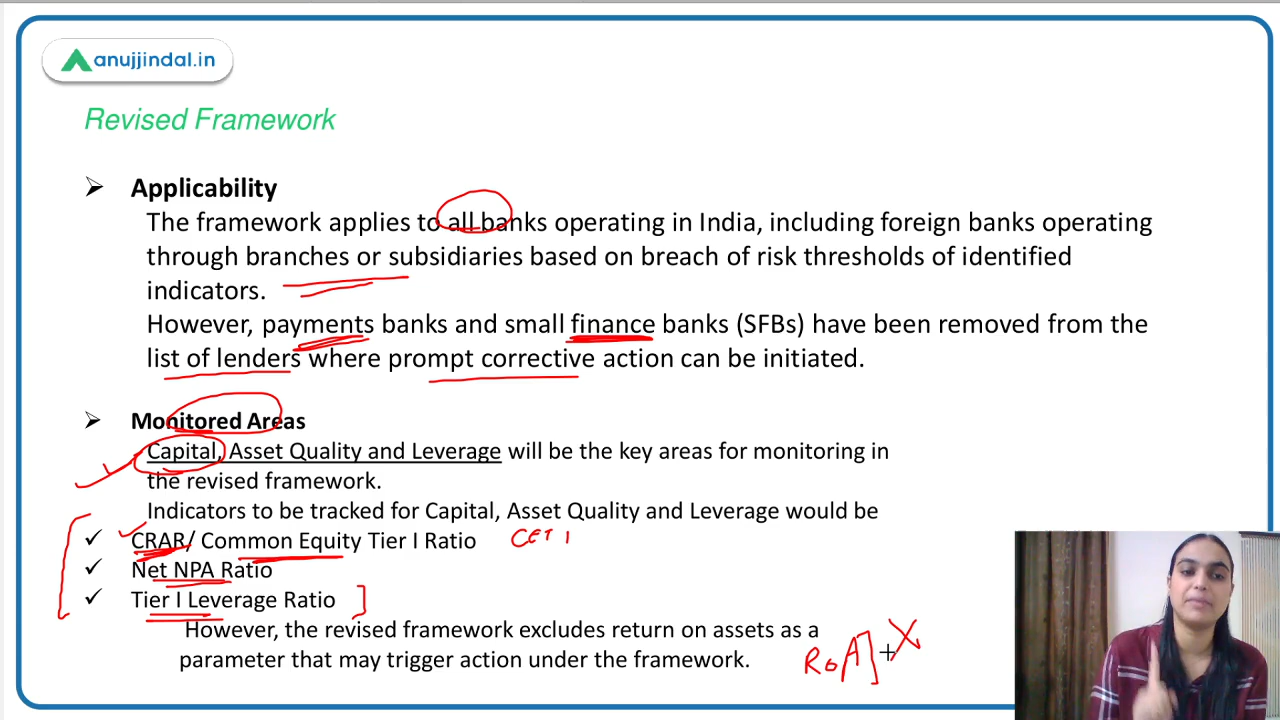 anujjindal.in
Revised Framework
Applicability
The framework applies to all banks operating in India, including foreign banks operating
through branches or subsidiaries based on breach of risk thresholds of identified
indicators.
However, payments banks and small finance banks (SFBs) have been removed from the
list of lenders where prompt corrective action can be initiated.
Monitored Areas
Capital, Asset Quality and Leverage will be the key areas for monitoring in
the revised framework.
Indicators to be tracked for Capital, Asset Quality and Leverage would be
CRAR/ Common Equity Tier I Ratio CET 1
Net NPA Ratio
Tier I Leverage Ratio
However, the revised framework excludes return on assets as a
parameter that may trigger action under the framework.
RoA] X